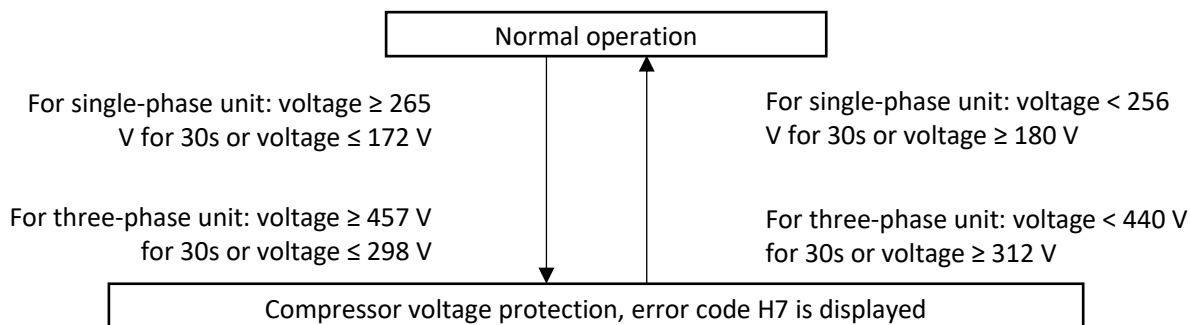 Normal operation
For single-phase unit: voltage ≥ 265
V for 30s or voltage ≤ 172 V
For single-phase unit: voltage < 256
V for 30s or voltage ≥ 180 V
For three-phase unit: voltage ≥ 457 V
for 30s or voltage ≤ 298 V
For three-phase unit: voltage < 440 V
for 30s or voltage ≥ 312 V
Compressor voltage protection, error code H7 is displayed